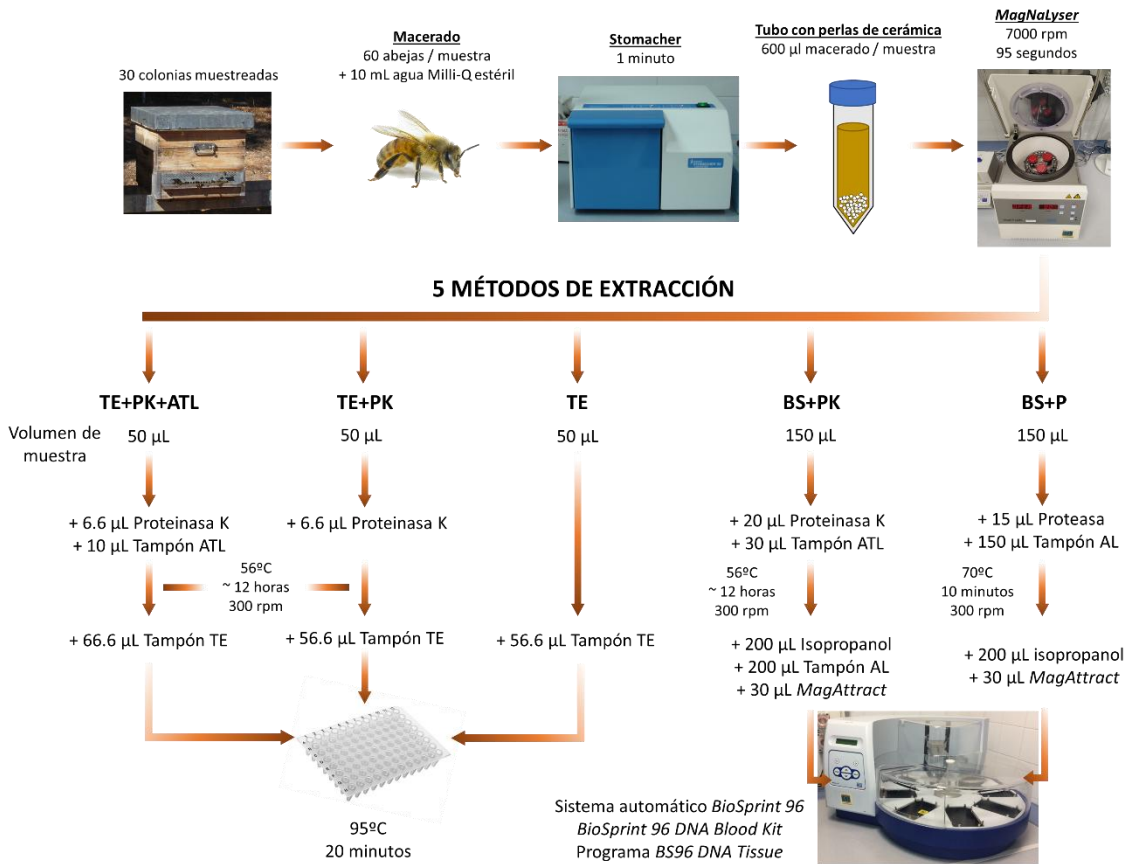 30 colonias muestreadas
Macerado
60 abejas / muestra
+ 10 mL agua Milli-Q estéril
Stomacher
1 minuto
Tubo con perlas de cerámica
600 µl macerado / muestra
MagNaLyser
7000 rpm
95 segundos
5 MÉTODOS DE EXTRACCIÓN
TE+PK+ATL
TE+PK
TE
BS+PK
BS+P
Volumen de
muestra
50 µL
50 µL
50 µL
150 µL
150 µL
+ 6.6 µL Proteinasa K
+ 10 µL Tampón ATL
+ 6.6 µL Proteinasa K
+ 20 µL Proteinasa K
+ 30 µL Tampón ATL
+ 15 µL Proteasa
+ 150 µL Tampón AL
56ºC
~ 12 horas
300 rpm
56ºC
~ 12 horas
300 rpm
70ºC
10 minutos
300 rpm
+ 66.6 µL Tampón TE
+ 56.6 µL Tampón TE
+ 56.6 µL Tampón TE
+ 200 µL Isopropanol
+ 200 µL Tampón AL
+ 30 µL MagAttract
+ 200 µL isopropanol
+ 30 µL MagAttract
95ºC
20 minutos
Sistema automático BioSprint 96
BioSprint 96 DNA Blood Kit
Programa BS96 DNA Tissue